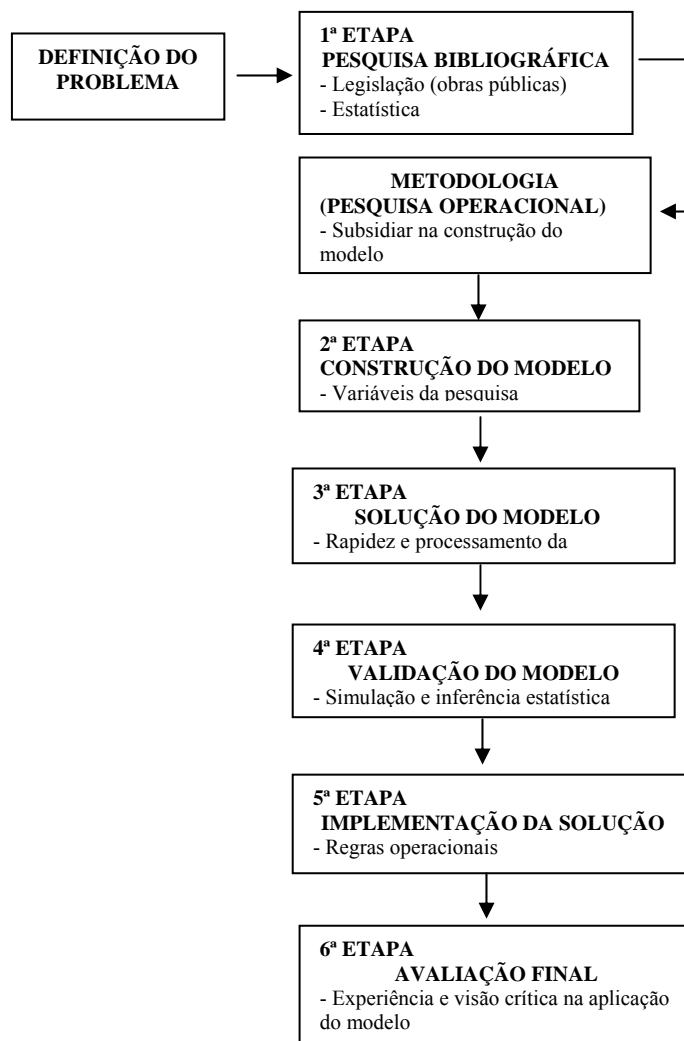 DEFINIÇÃO DO
PROBLEMA
1ª ETAPA
PESQUISA BIBLIOGRÁFICA
- Legislação (obras públicas)
- Estatística
METODOLOGIA
(PESQUISA OPERACIONAL)
- Subsidiar na construção do
modelo
2ª ETAPA
CONSTRUÇÃO DO MODELO
- Variáveis da pesquisa
3ª ETAPA
SOLUÇÃO DO MODELO
- Rapidez e processamento da
4ª ETAPA
VALIDAÇÃO DO MODELO
- Simulação e inferência estatística
5ª ETAPA
IMPLEMENTAÇÃO DA SOLUÇÃO
- Regras operacionais
6ª ETAPA
AVALIAÇÃO FINAL
- Experiência e visão crítica na aplicação
do modelo